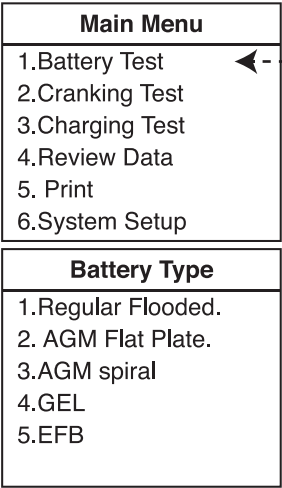 Main Menu
1.Battery Test
2.Cranking Test
3.Charging Test
4.Review Data
5. Print
6.System Setup
Battery Type
1.Regular Flooded.
2. AGM Flat Plate.
3.AGM spiral
4.GEL
5.EFB